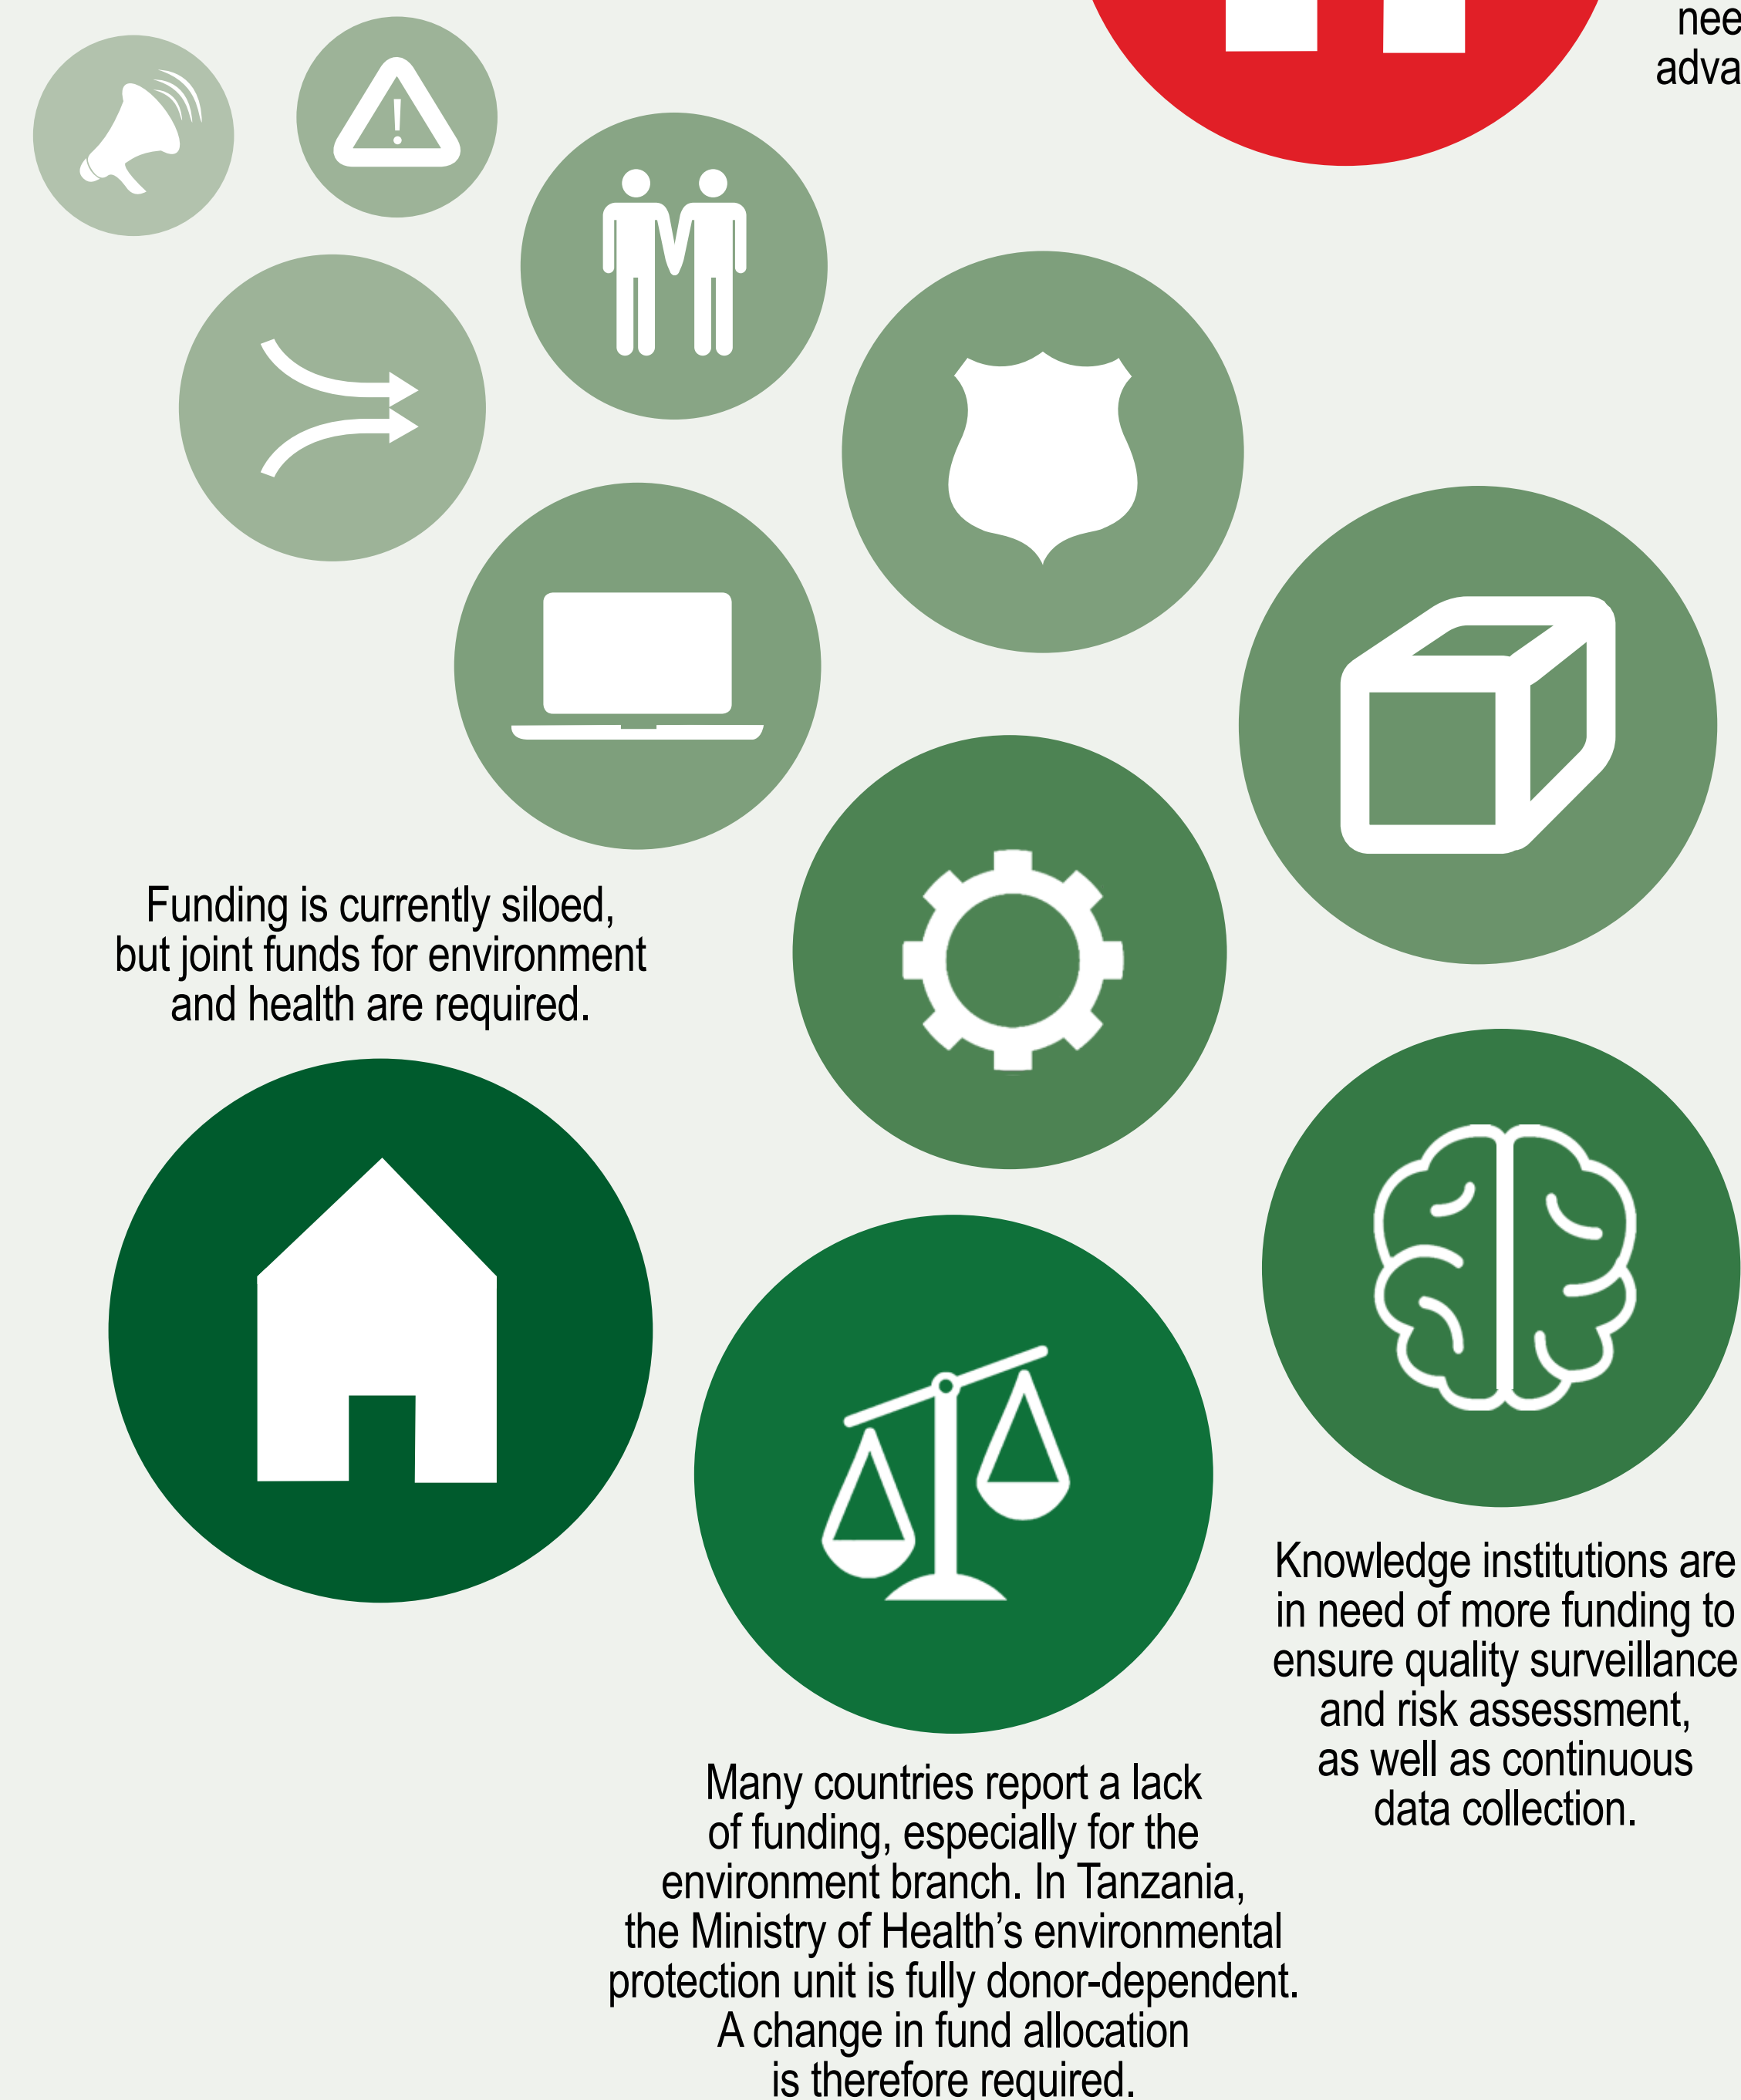 Funding is currently siloed,
but joint funds for environment
and health are required.
Knowledge institutions are
in need of more funding to
ensure quality surveillance
and risk assessment,
as well as continuous
data collection.
Many countries report a lack
of funding, especially for the
environment branch. In Tanzania,
the Ministry of Health’s environmental
protection unit is fully donor-dependent.
A change in fund allocation
is therefore required.